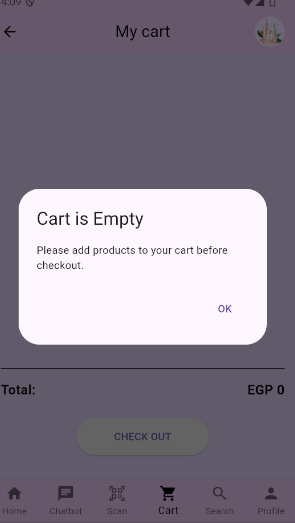 4:09
My cart
Cart is Empty
Please add products to your cart before
checkout.
OK
Total: EGP 0
CHECK OUT
Home Chatbot Scan Cart Search Profile